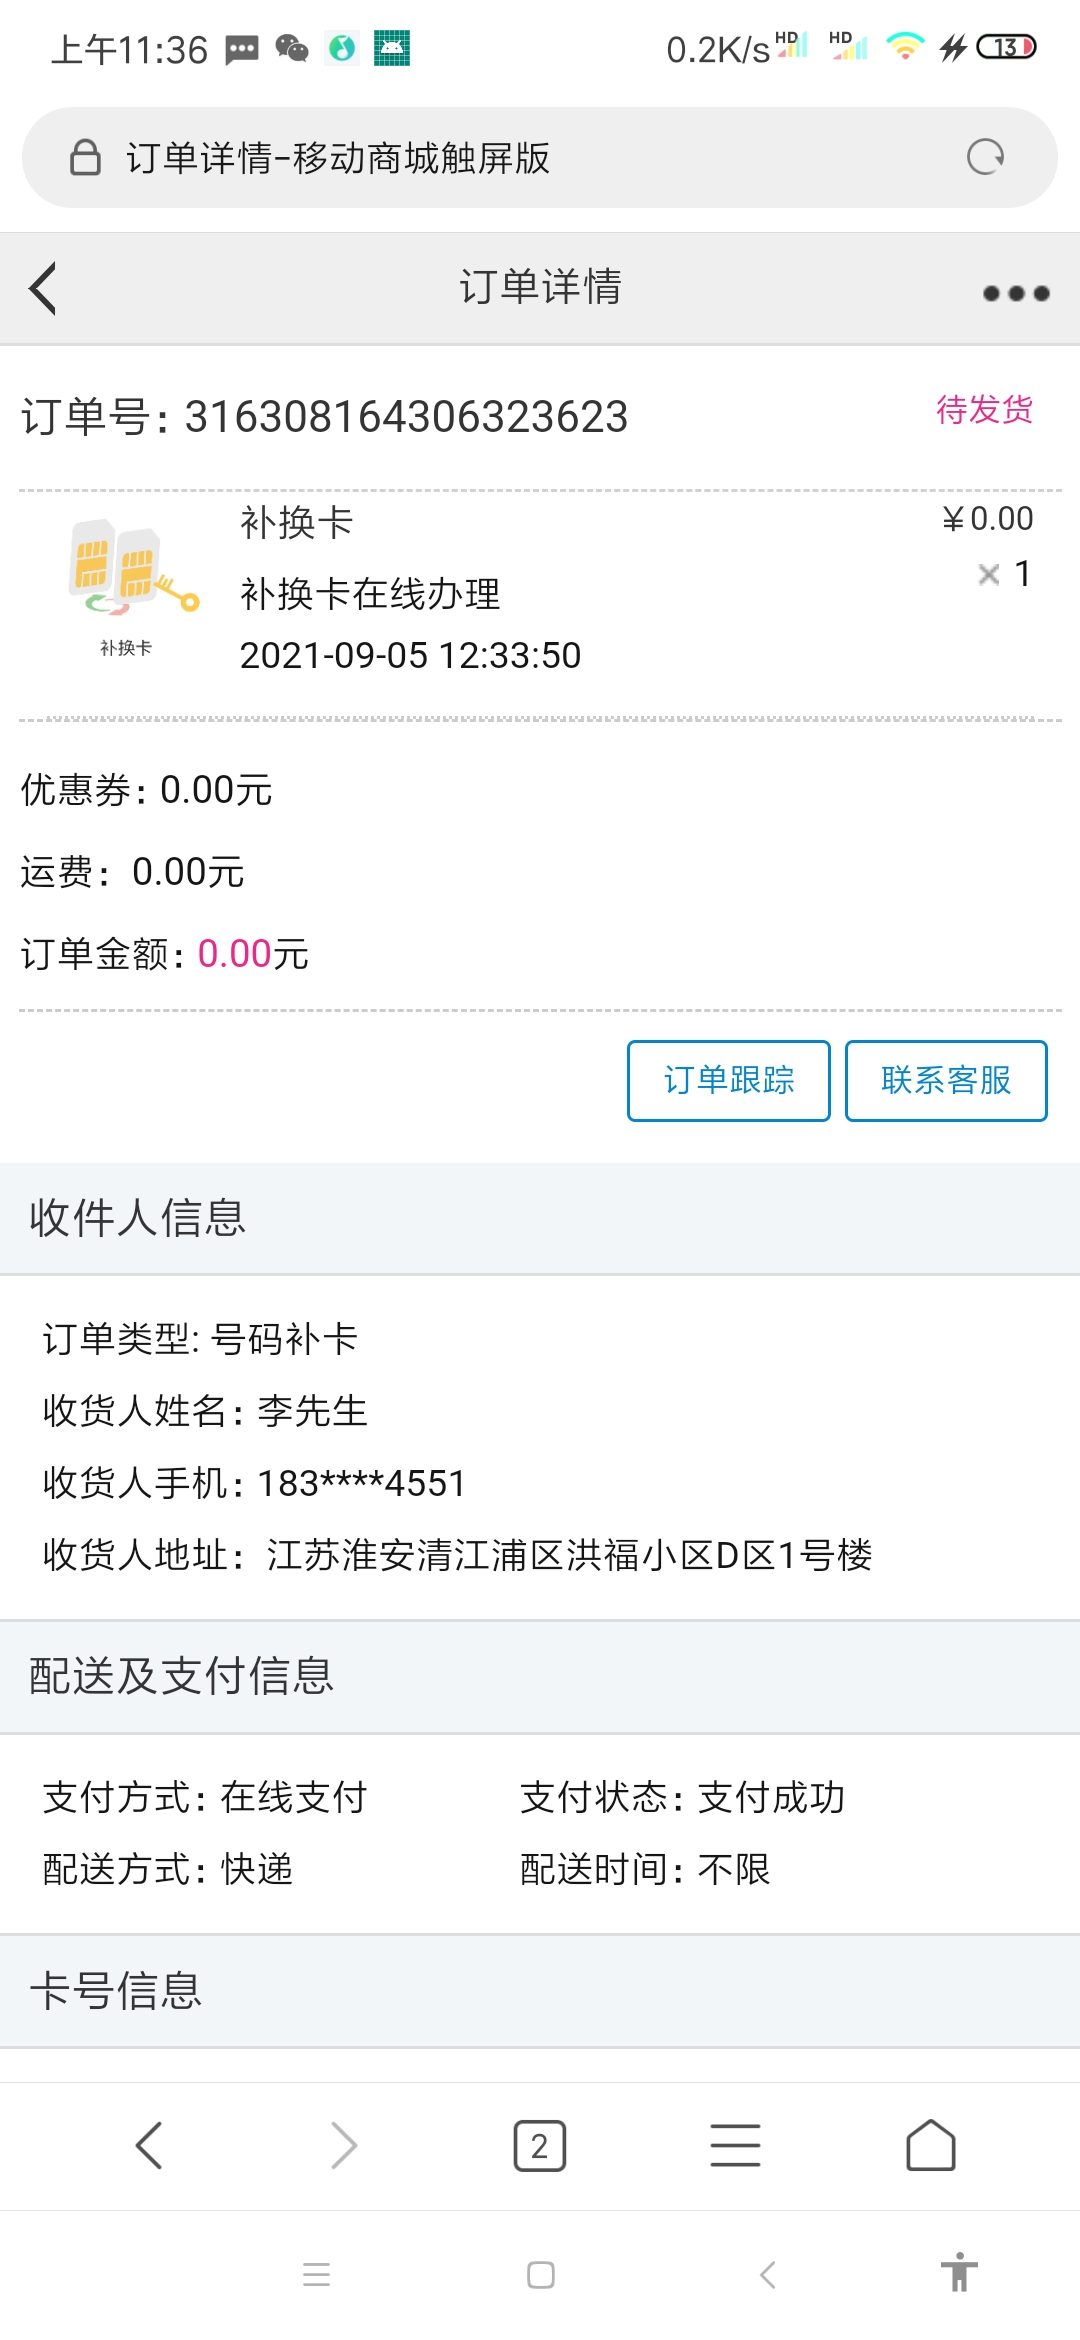 上午11:36
0.2K/s HD HD 13
订单详情-移动商城触屏版
订单详情
订单号: 316308164306323623
待发货
补换卡
¥0.00
补换卡在线办理
× 1
补换卡
2021-09-05 12:33:50
优惠券: 0.00元
运费: 0.00元
订单金额: 0.00元
订单跟踪
联系客服
收件人信息
订单类型: 号码补卡
收货人姓名: 李先生
收货人手机: 183****4551
收货人地址: 江苏淮安清江浦区洪福小区D区1号楼
配送及支付信息
支付方式: 在线支付
支付状态: 支付成功
配送方式: 快递
配送时间: 不限
卡号信息
2